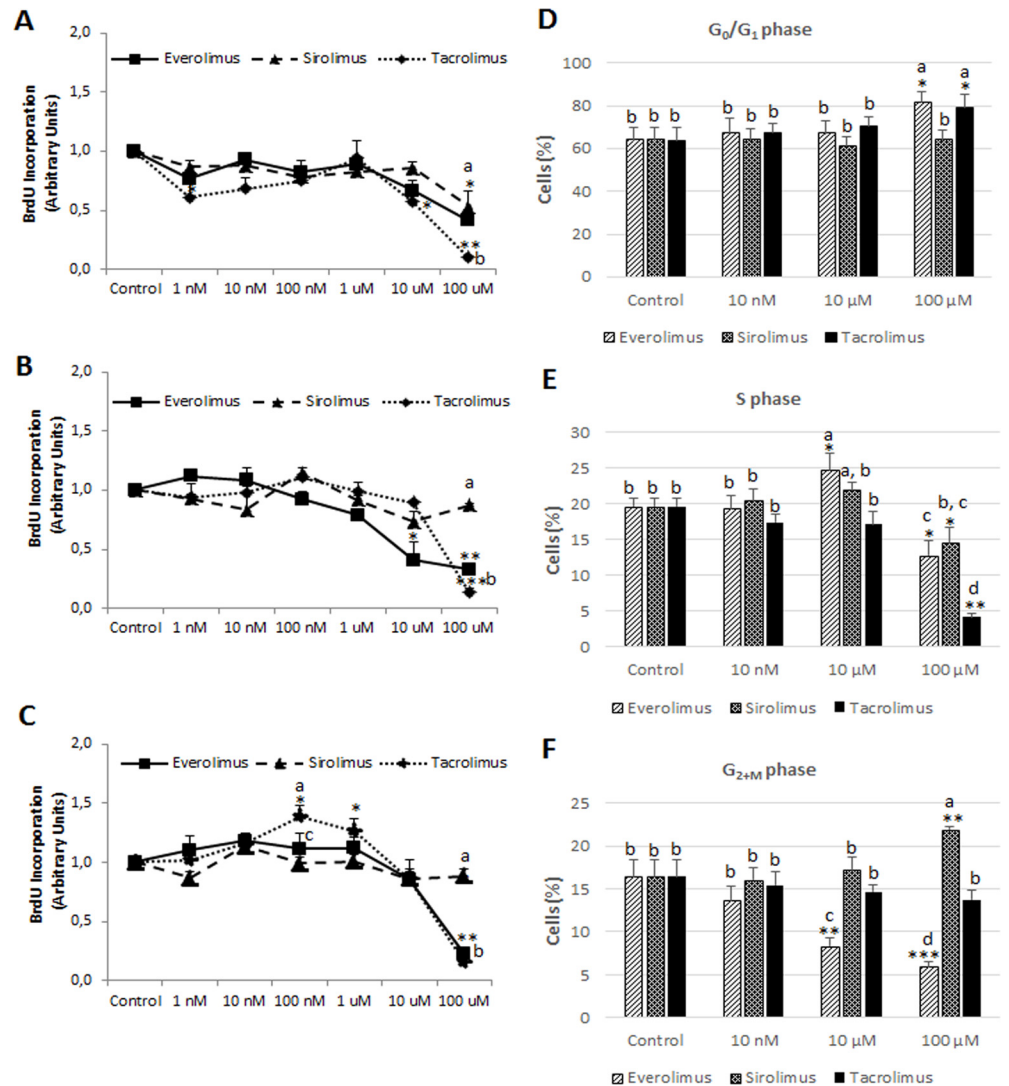 A
2,0
Everolimus Sirolimus Tacrolimus
1,5
1,0
0,5
0,0
BrdU Incorporation
(Arbitrary Units)
a
*
*
*
**
b
Control 1 nM 10 nM 100 nM 1 uM 10 uM 100 uM
B
2,0
Everolimus Sirolimus Tacrolimus
1,5
1,0
0,5
0,0
BrdU Incorporation
(Arbitrary Units)
a
*
**
***b
Control 1 nM 10 nM 100 nM 1 uM 10 uM 100 uM
C
2,0
Everolimus Sirolimus Tacrolimus
1,5
1,0
0,5
0,0
BrdU Incorporation
(Arbitrary Units)
a
* *
c
a
**
b
Control 1 nM 10 nM 100 nM 1 uM 10 uM 100 uM
D
G0/G1 phase
100
80
60
40
20
0
Cells (%)
b b b b b b b b b a b a
* *
Control 10 nM 10 µM 100 µM
Everolimus Sirolimus Tacrolimus
E
S phase
30
25
20
15
10
5
0
Cells (%)
b b b b b b a a, b b c b, c d
* * * **
Control 10 nM 10 µM 100 µM
Everolimus Sirolimus Tacrolimus
F
G2+M phase
25
20
15
10
5
0
Cells (%)
b b b b b b c b b d a b
** *** **
Control 10 nM 10 µM 100 µM
Everolimus Sirolimus Tacrolimus